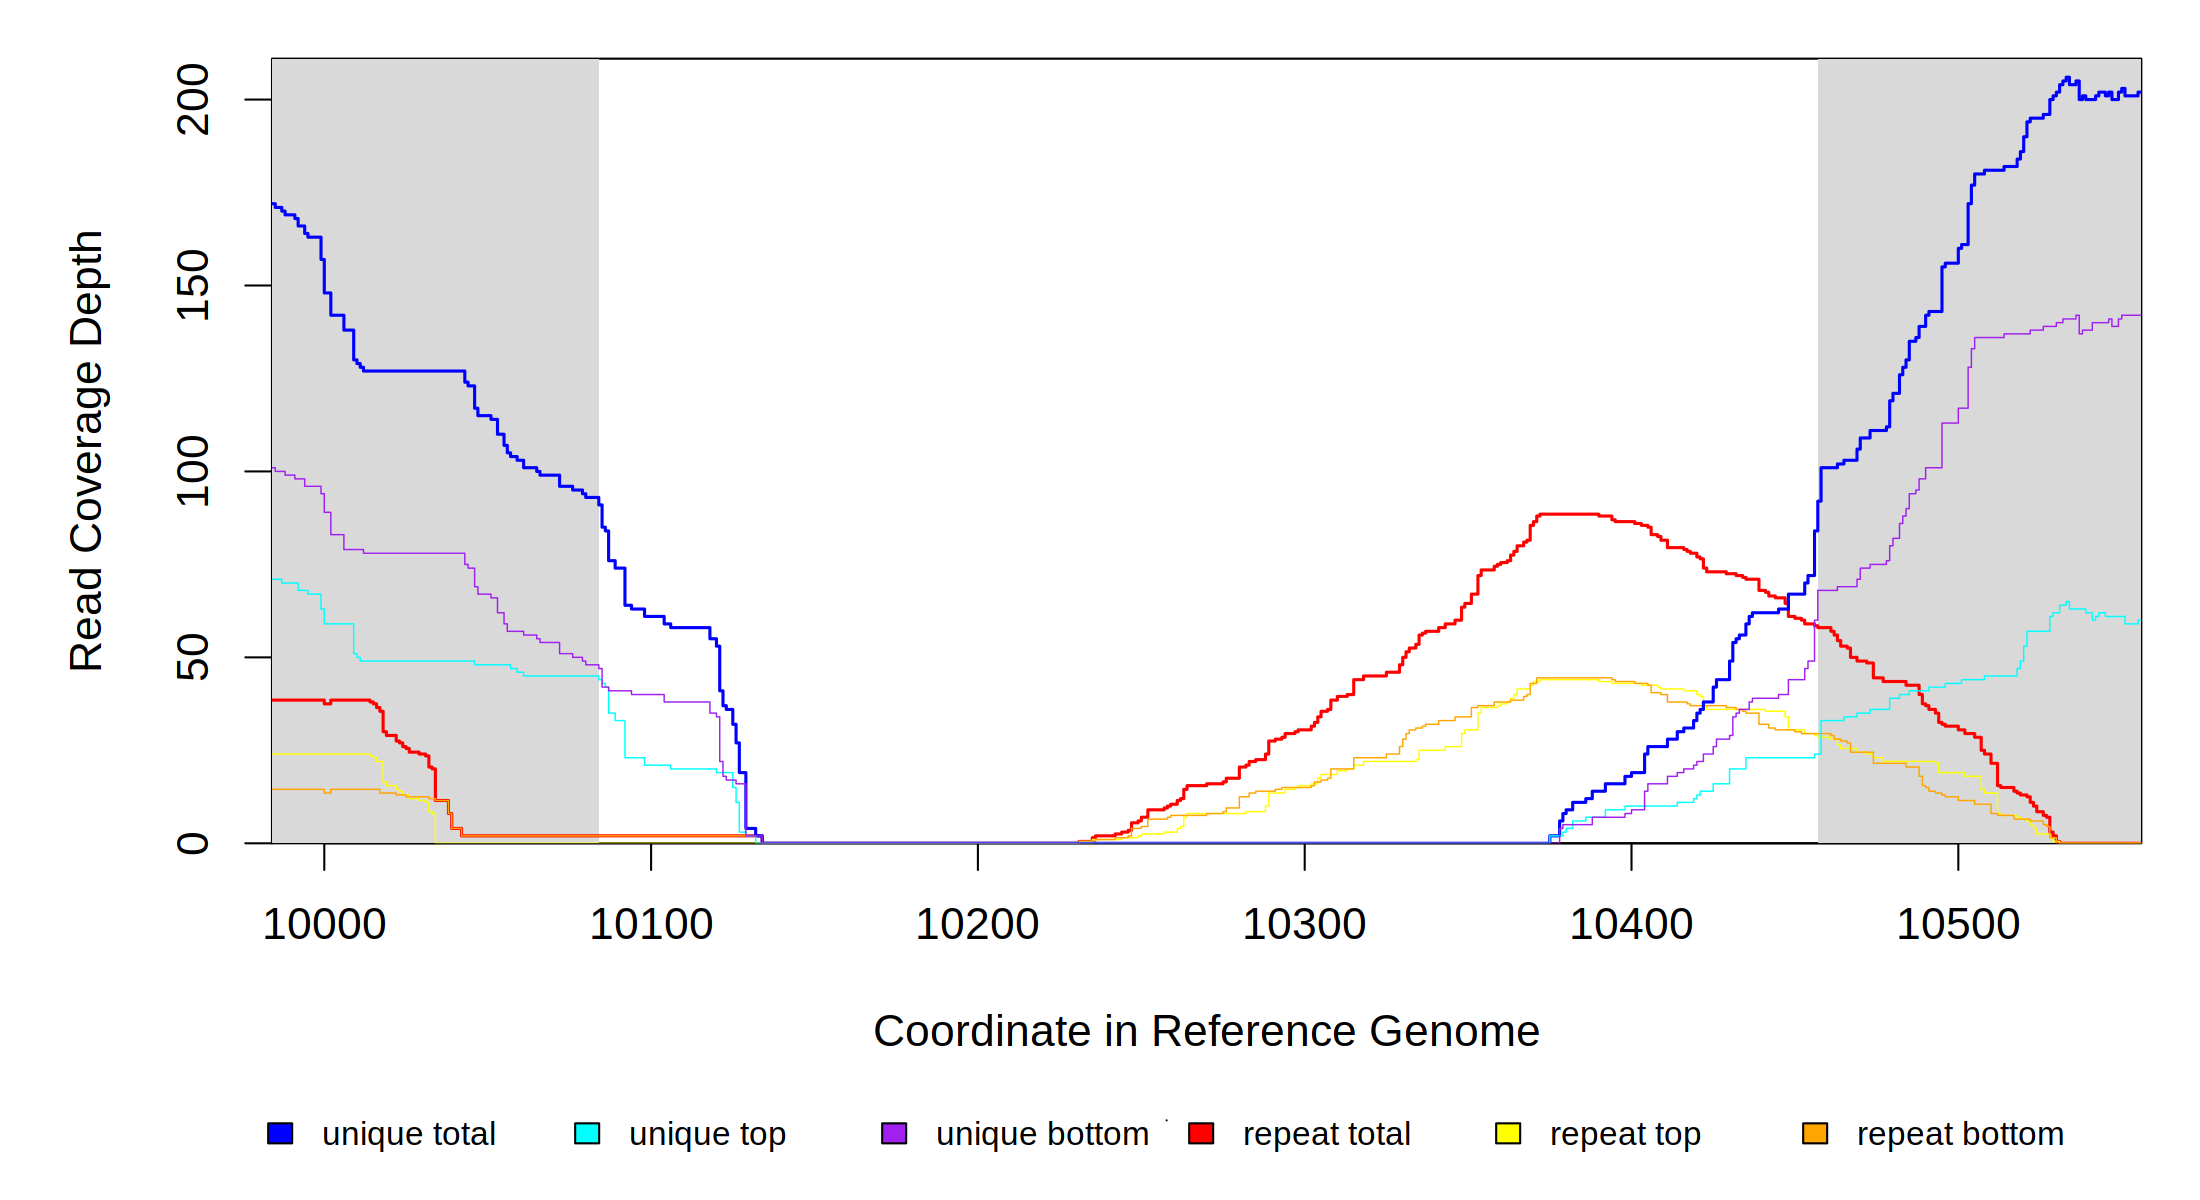 Read Coverage Depth
200
150
100
50
0
10000 10100 10200 10300 10400 10500
Coordinate in Reference Genome
unique total unique top unique bottom repeat total repeat top repeat bottom